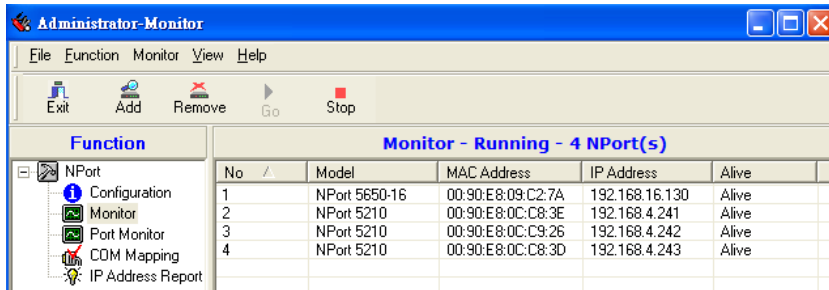 Administrator-Monitor
File Function Monitor View Help
Exit Add Remove Go Stop
Function
Monitor - Running - 4 NPort(s)
NPort
Configuration
Monitor
Port Monitor
COM Mapping
IP Address Report
No Model MAC Address IP Address Alive
1 NPort 5650-16 00:90:E8:09:C2:7A 192.168.16.130 Alive
2 NPort 5210 00:90:E8:0C:C8:3E 192.168.4.241 Alive
3 NPort 5210 00:90:E8:0C:C9:26 192.168.4.242 Alive
4 NPort 5210 00:90:E8:0C:C8:3D 192.168.4.243 Alive